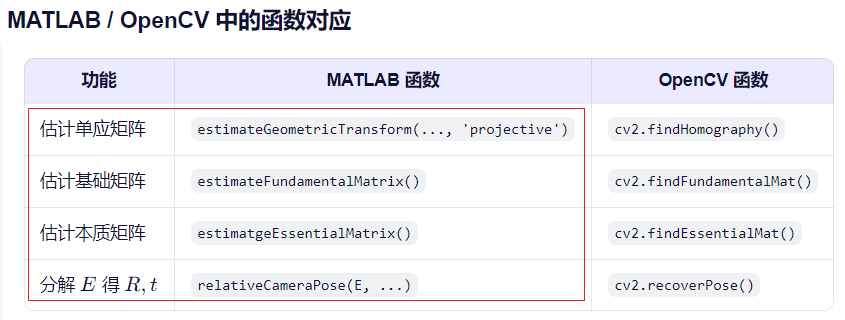 MATLAB / OpenCV 中的函数对应
功能 MATLAB 函数 OpenCV 函数
估计单应矩阵 estimateGeometricTransform(..., 'projective') cv2.findHomography()
估计基础矩阵 estimateFundamentalMatrix() cv2.findFundamentalMat()
估计本质矩阵 estimatgeEssentialMatrix() cv2.findEssentialMat()
分解 E 得 R, t relativeCameraPose(E, ...) cv2.recoverPose()